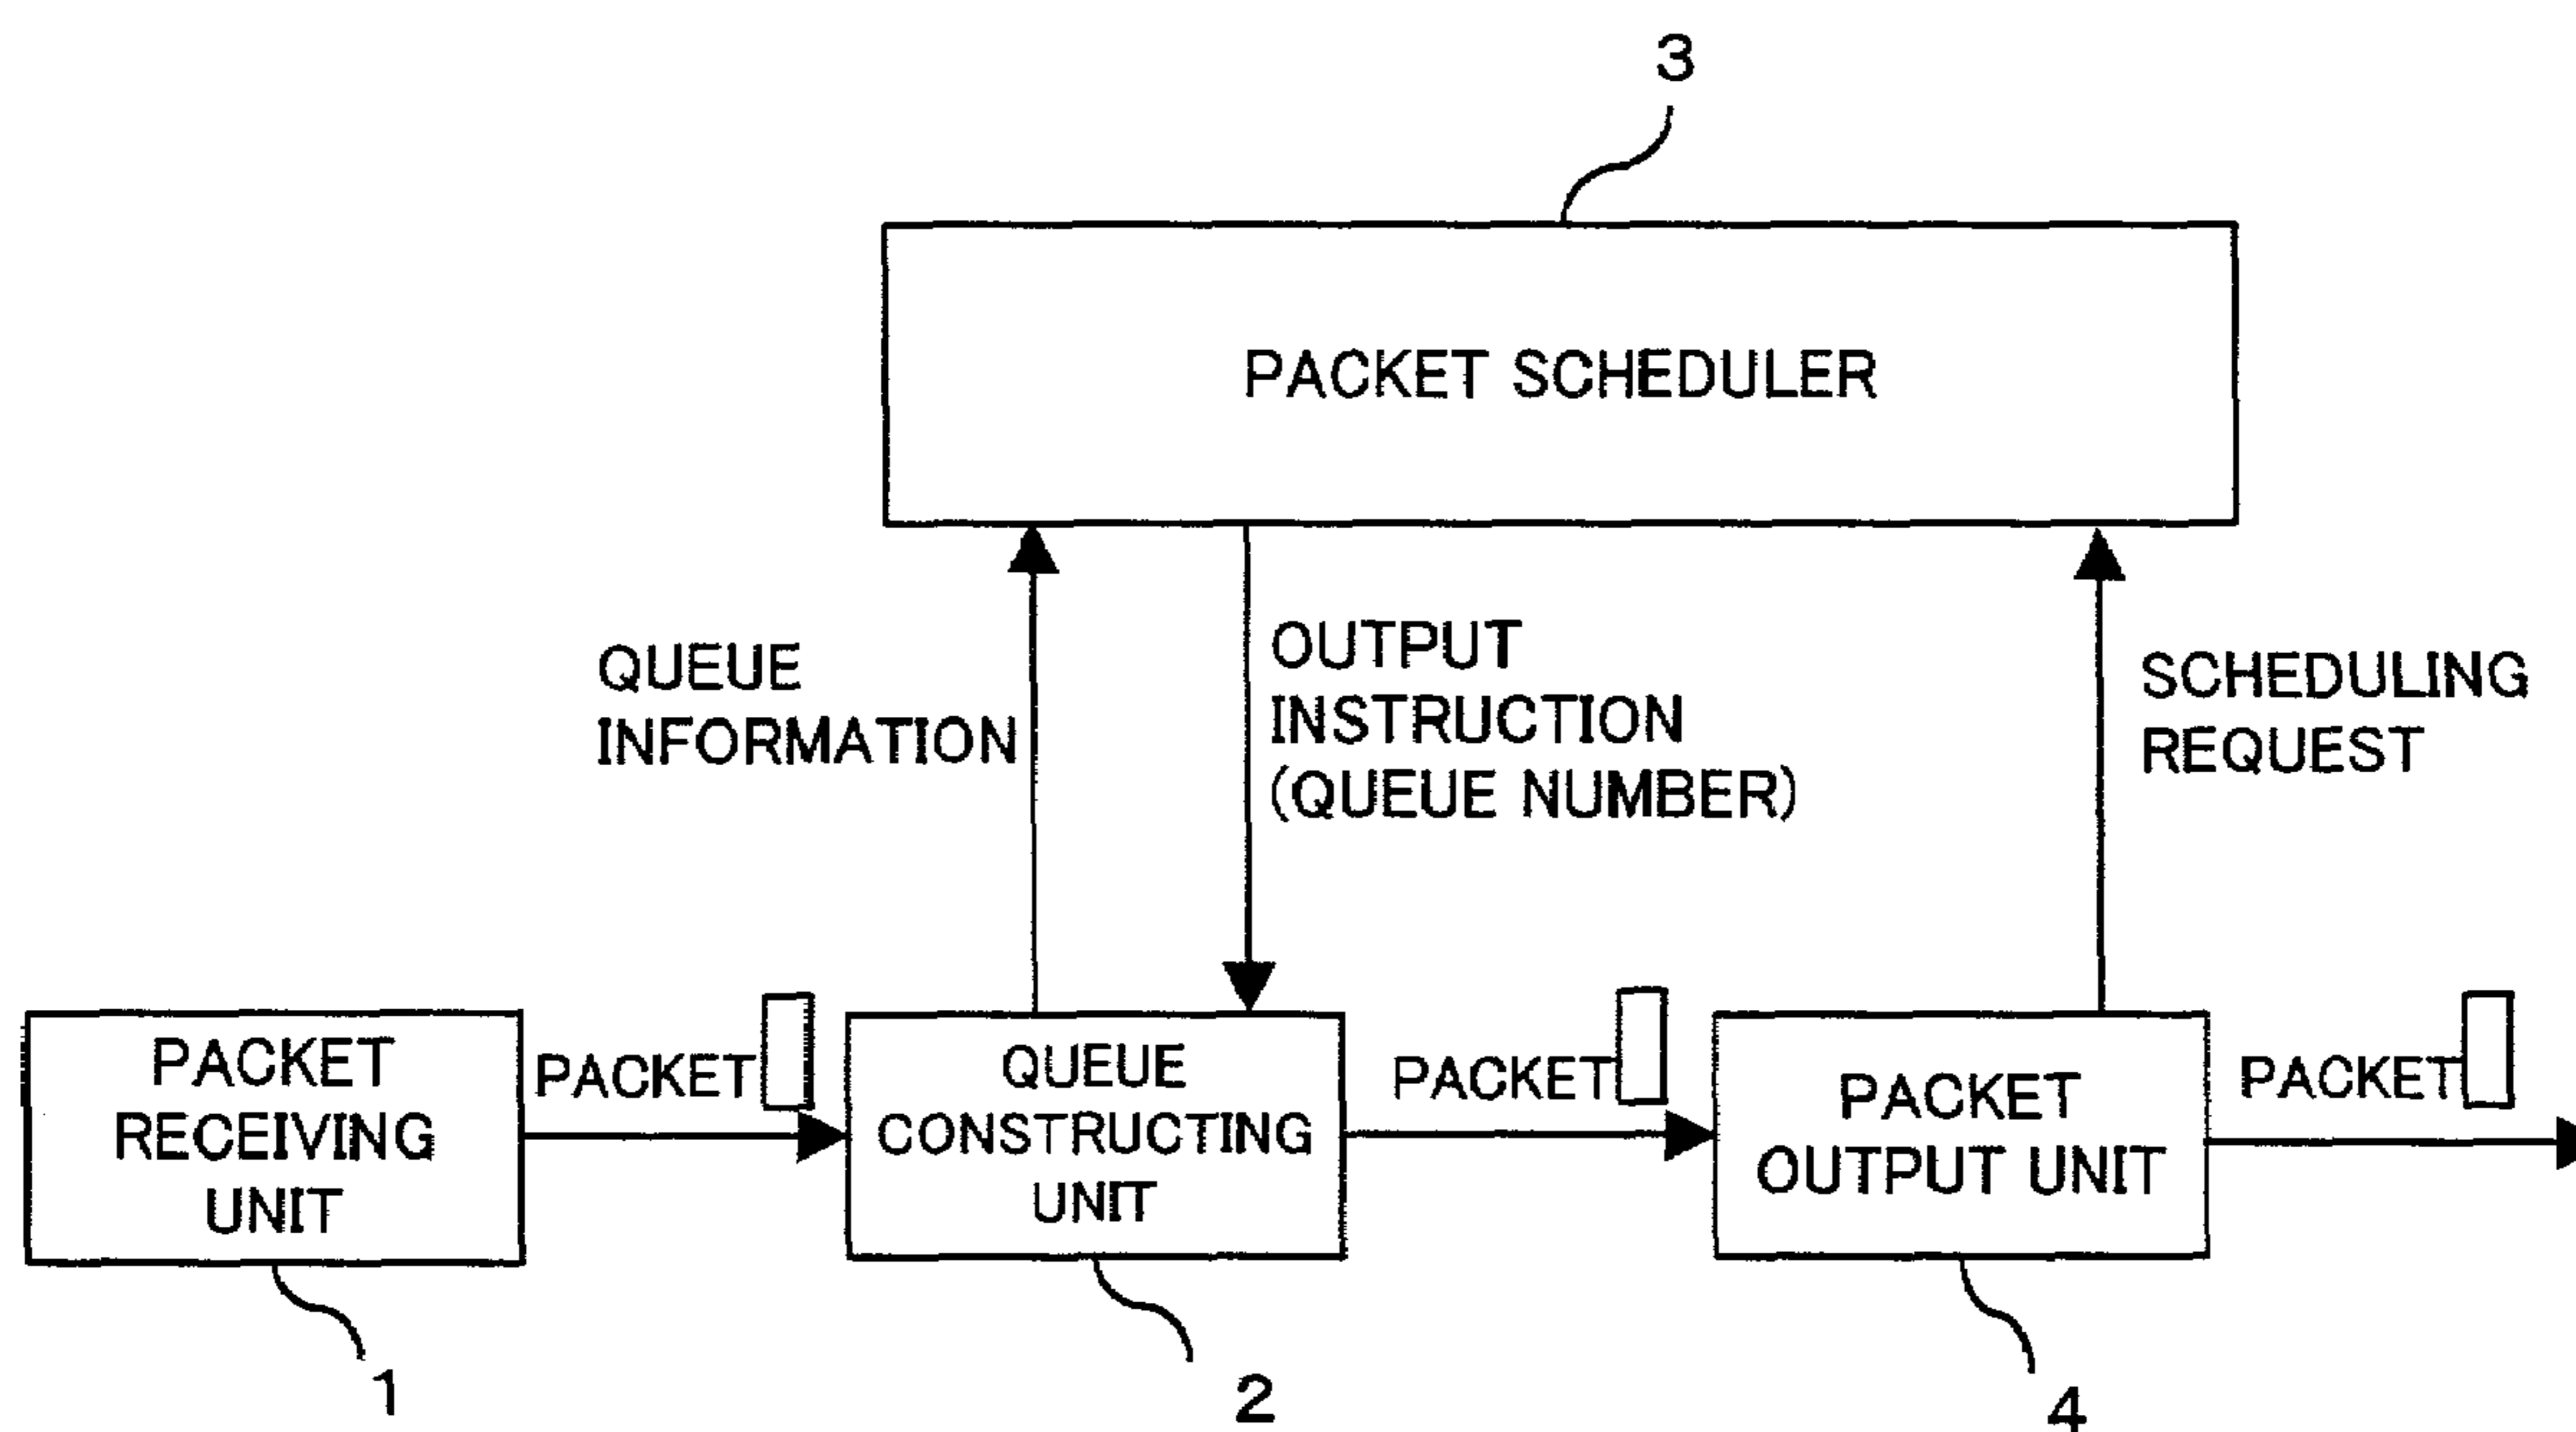 3
PACKET SCHEDULER
QUEUE
INFORMATION
OUTPUT
INSTRUCTION
(QUEUE NUMBER)
SCHEDULING
REQUEST
PACKET
RECEIVING
UNIT
PACKET
QUEUE
CONSTRUCTING
UNIT
PACKET
PACKET
OUTPUT UNIT
PACKET
1
2
4